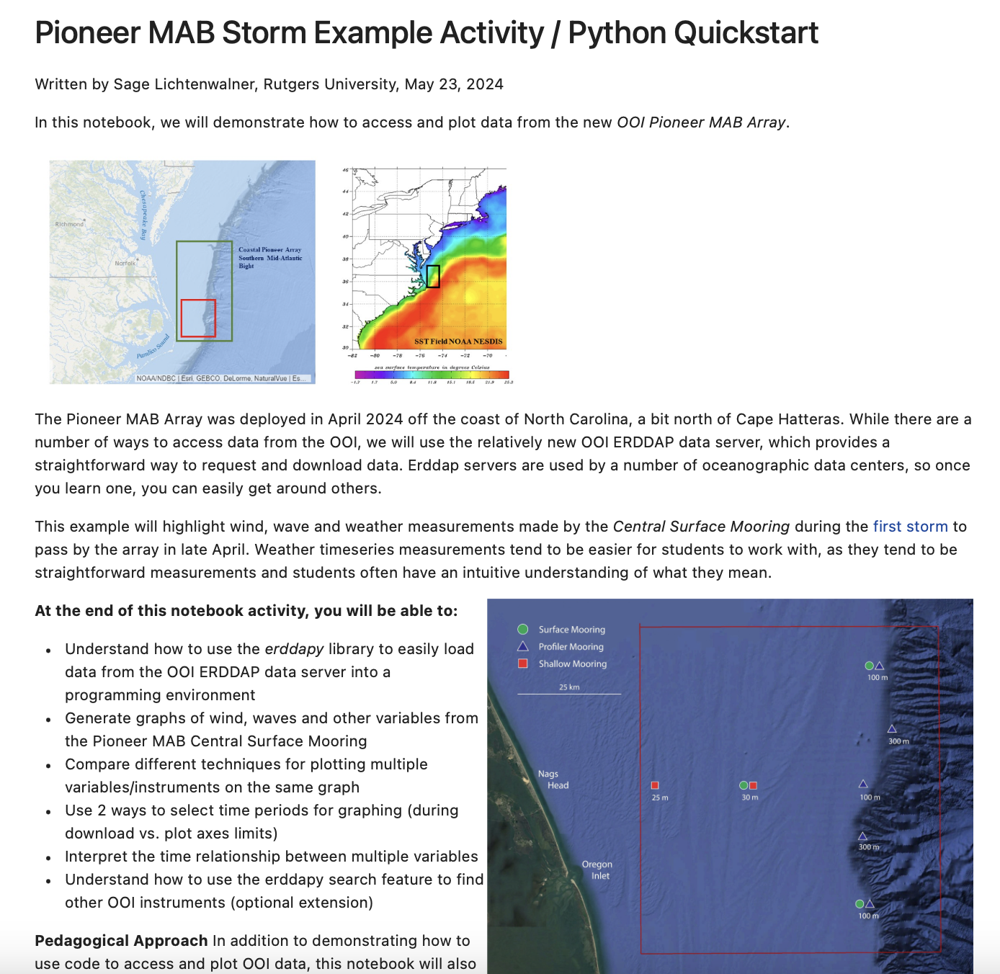 Pioneer MAB Storm Example Activity / Python Quickstart
Written by Sage Lichtenwalner, Rutgers University, May 23, 2024
In this notebook, we will demonstrate how to access and plot data from the new OOI Pioneer MAB Array.
Chesapeake Bay
Richmond
Norfolk
Coastal Pioneer Array
Southern Mid-Atlantic
Bight
Pamlico Sound
NOAA/NDBC | Esri, GEBCO, DeLorme, NaturalVue | Es...
46
44
42
40
38
36
34
32
30
SST Field NOAA NESDIS
-82 -80 -78 -76 -74 -72 -70
sea surface temperature in degrees Celsius
-1.7 1.7 5.0 8.4 11.8 15.1 18.5 21.9 25.3
The Pioneer MAB Array was deployed in April 2024 off the coast of North Carolina, a bit north of Cape Hatteras. While there are a
number of ways to access data from the OOI, we will use the relatively new OOI ERDDAP data server, which provides a
straightforward way to request and download data. Erddap servers are used by a number of oceanographic data centers, so once
you learn one, you can easily get around others.
This example will highlight wind, wave and weather measurements made by the Central Surface Mooring during the first storm to
pass by the array in late April. Weather timeseries measurements tend to be easier for students to work with, as they tend to be
straightforward measurements and students often have an intuitive understanding of what they mean.
At the end of this notebook activity, you will be able to:
• Understand how to use the erddapy library to easily load
data from the OOI ERDDAP data server into a
programming environment
• Generate graphs of wind, waves and other variables from
the Pioneer MAB Central Surface Mooring
• Compare different techniques for plotting multiple
variables/instruments on the same graph
• Use 2 ways to select time periods for graphing (during
download vs. plot axes limits)
• Interpret the time relationship between multiple variables
• Understand how to use the erddapy search feature to find
other OOI instruments (optional extension)
Pedagogical Approach In addition to demonstrating how to
use code to access and plot OOI data, this notebook will also
Surface Mooring
Profiler Mooring
Shallow Mooring
25 km
100 m
300 m
Nags
Head
25 m
30 m
100 m
300 m
Oregon
Inlet
100 m